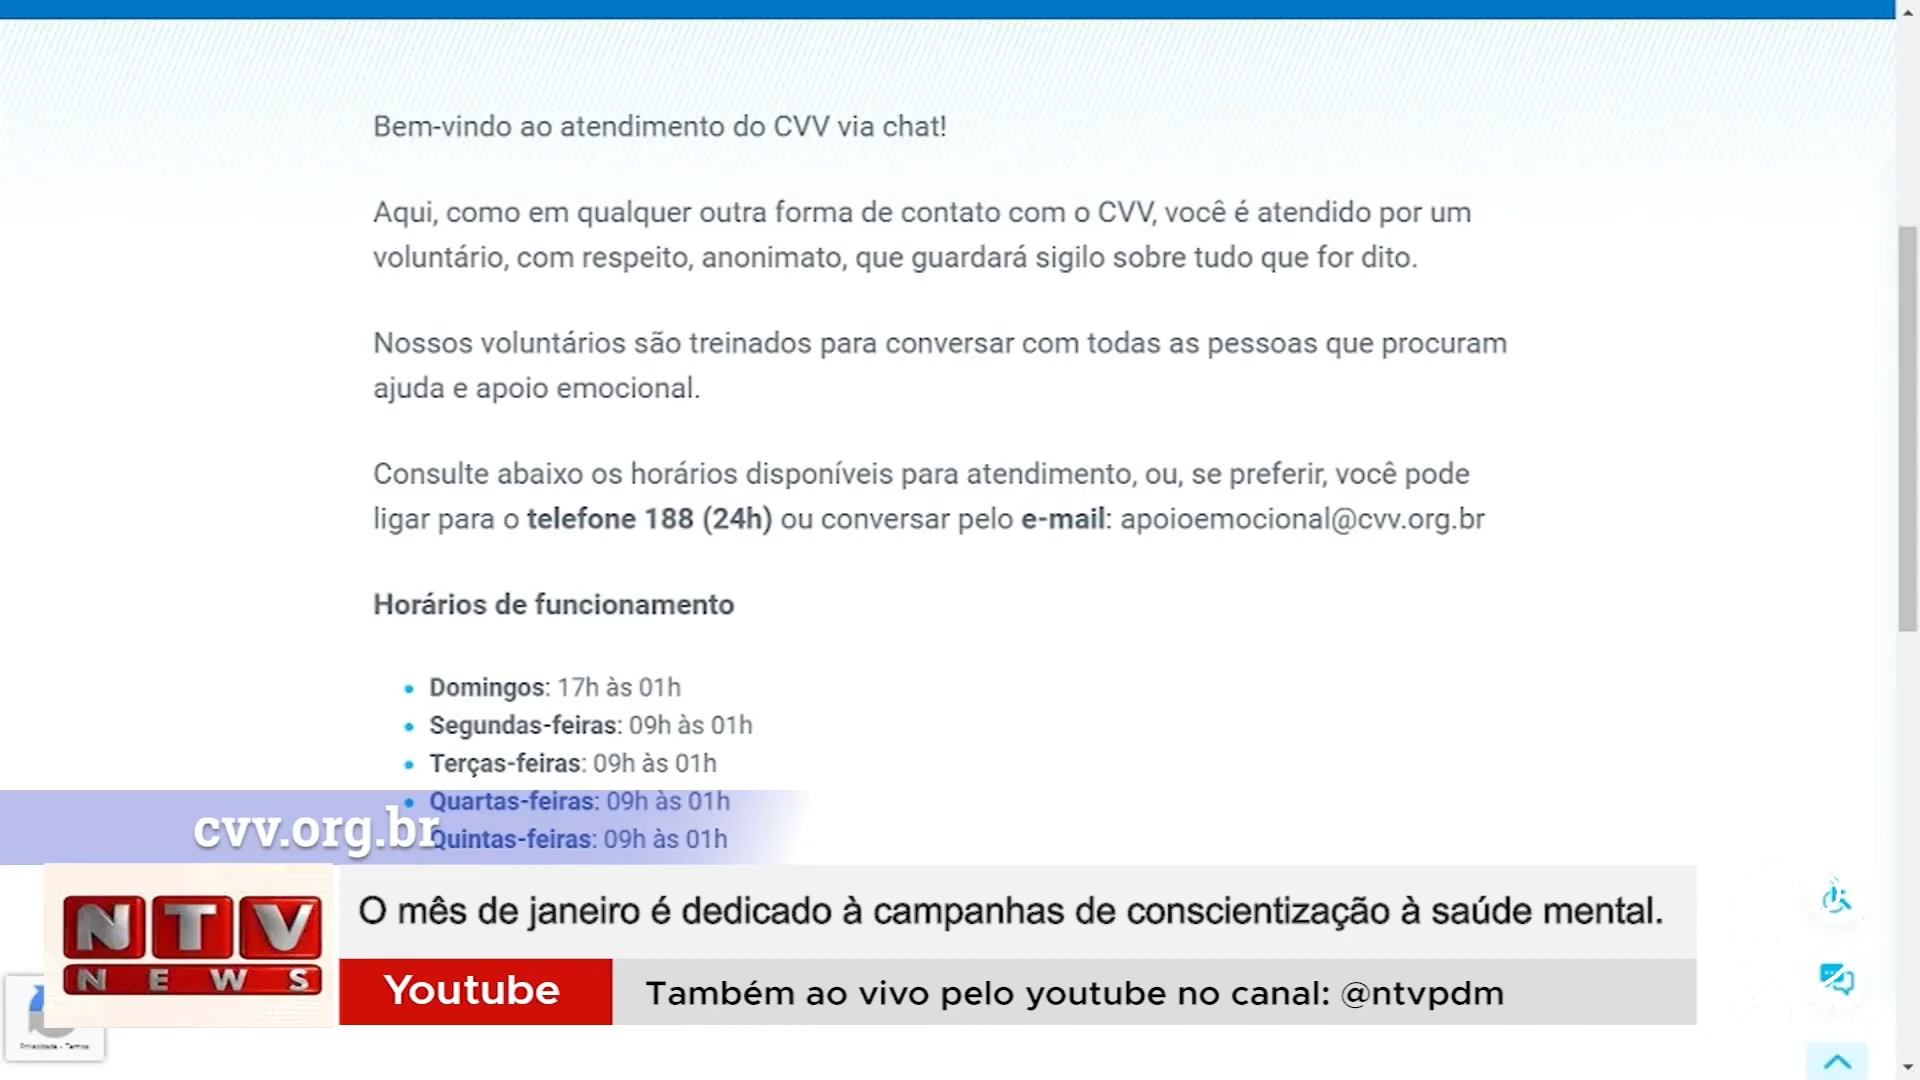 Bem-vindo ao atendimento do CVV via chat!
Aqui, como em qualquer outra forma de contato com o CVV, você é atendido por um
voluntário, com respeito, anonimato, que guardará sigilo sobre tudo que for dito.
Nossos voluntários são treinados para conversar com todas as pessoas que procuram
ajuda e apoio emocional.
Consulte abaixo os horários disponíveis para atendimento, ou, se preferir, você pode
ligar para o telefone 188 (24h) ou conversar pelo e-mail: apoioemocional@cvv.org.br
Horários de funcionamento
Domingos: 17h às 01h
Segundas-feiras: 09h às 01h
Terças-feiras: 09h às 01h
Quartas-feiras: 09h às 01h
Quintas-feiras: 09h às 01h
cvv.org.br
NTV
NEWS
O mês de janeiro é dedicado à campanhas de conscientização à saúde mental.
Youtube
Também ao vivo pelo youtube no canal: @ntvpdm
Privacidade - Termos